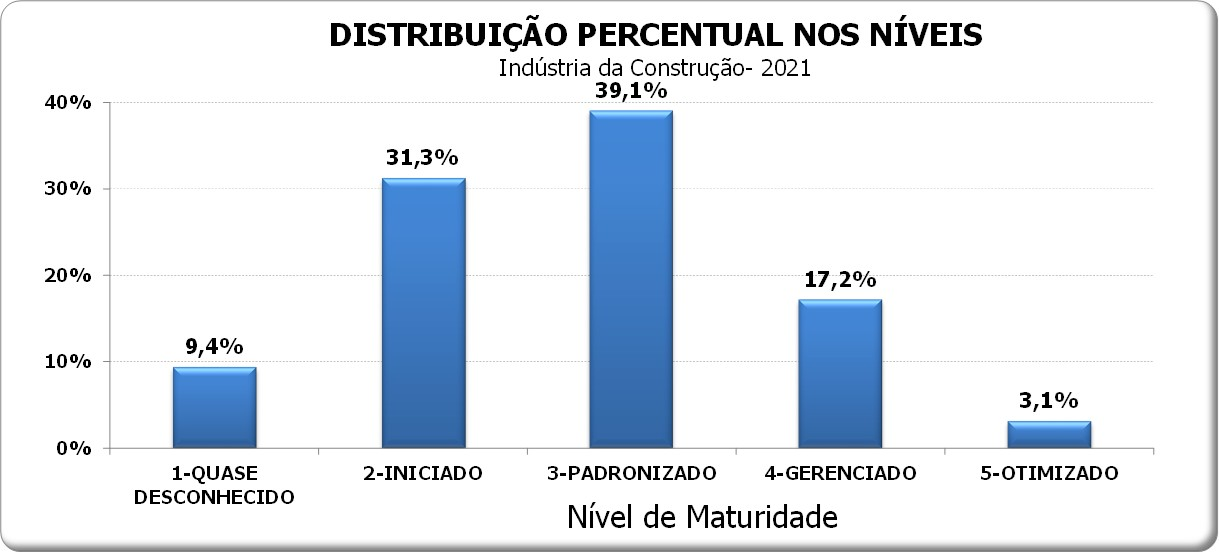 DISTRIBUIÇÃO PERCENTUAL NOS NÍVEIS
Indústria da Construção- 2021
40%
30%
20%
10%
0%
9,4%
31,3%
39,1%
17,2%
3,1%
1-QUASE
DESCONHECIDO
2-INICIADO
3-PADRONIZADO
4-GERENCIADO
5-OTIMIZADO
Nível de Maturidade